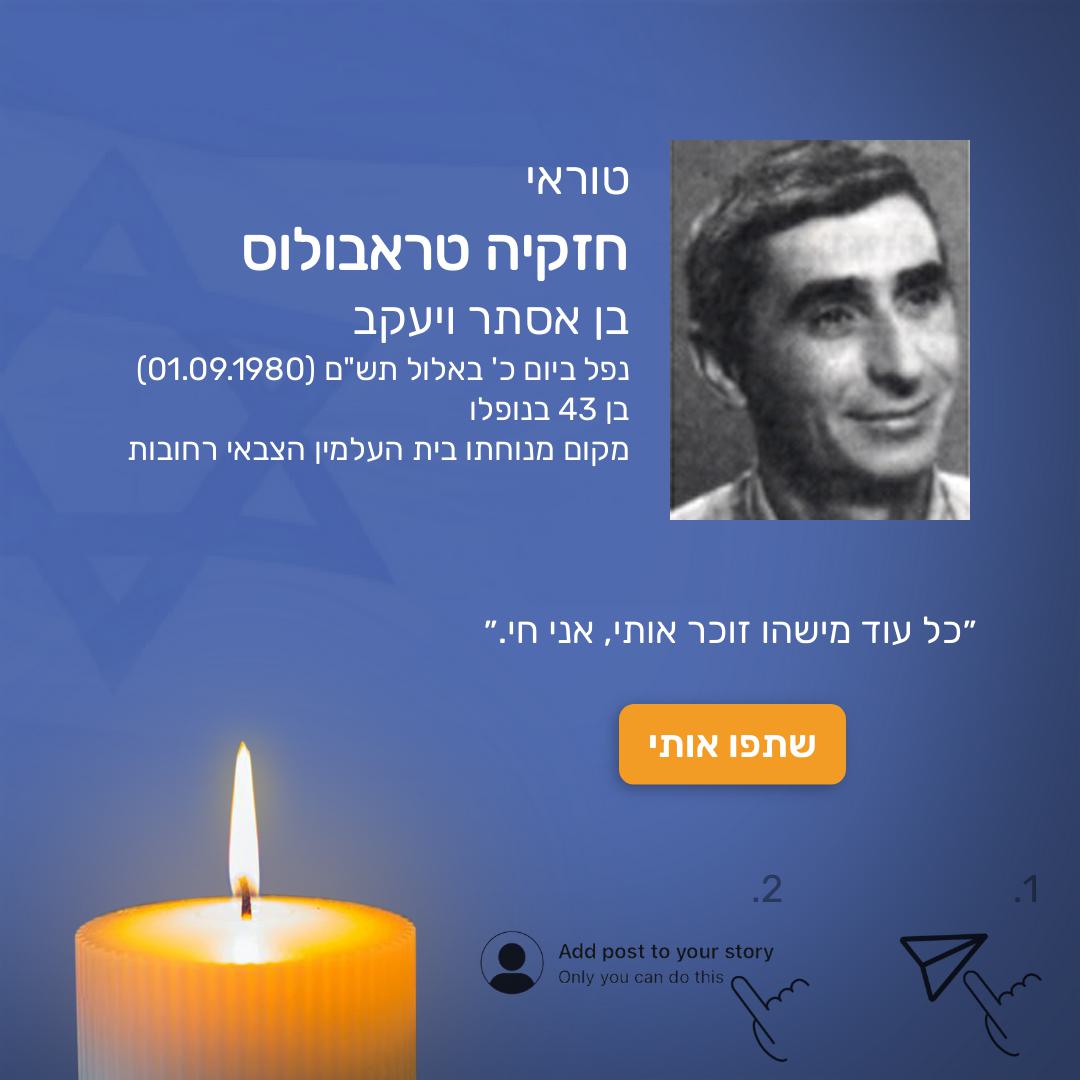 טוראי
חזקיה טראבולוס
בן אסתר ויעקב
נפל ביום כ' באלול תש"ם (01.09.1980)
בן 43 בנופלו
מקום מנוחתו בית העלמין הצבאי רחובות
״כל עוד מישהו זוכר אותי, אני חי.״
שתפו אותי
1.
2.
Add post to your story
Only you can do this